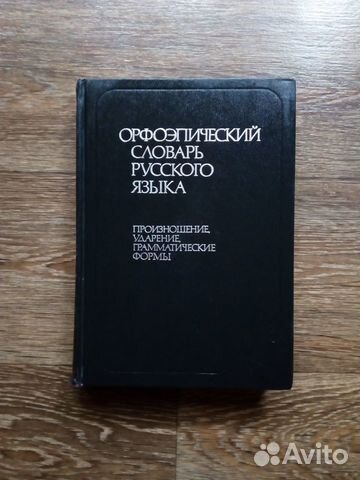 ОРФОЭПИЧЕСКИЙ
СЛОВАРЬ
РУССКОГО
ЯЗЫКА
ПРОИЗНОШЕНИЕ,
УДАРЕНИЕ,
ГРАММАТИЧЕСКИЕ
ФОРМЫ
Avito